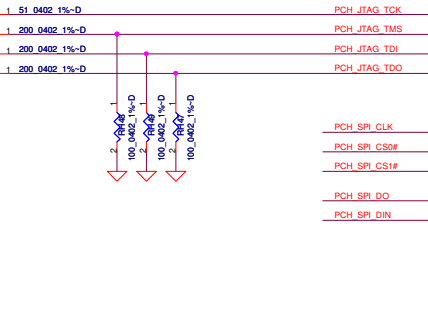 1 51_0402_1%~D PCH_JTAG_TCK
1 200_0402_1%~D PCH_JTAG_TMS
1 200_0402_1%~D PCH_JTAG_TDI
1 200_0402_1%~D PCH_JTAG_TDO
1 1 1
100_0402_1%~D
100_0402_1%~D
100_0402_1%~D
2 2 2
PCH_SPI_CLK
PCH_SPI_CS0#
PCH_SPI_CS1#
PCH_SPI_DO
PCH_SPI_DIN